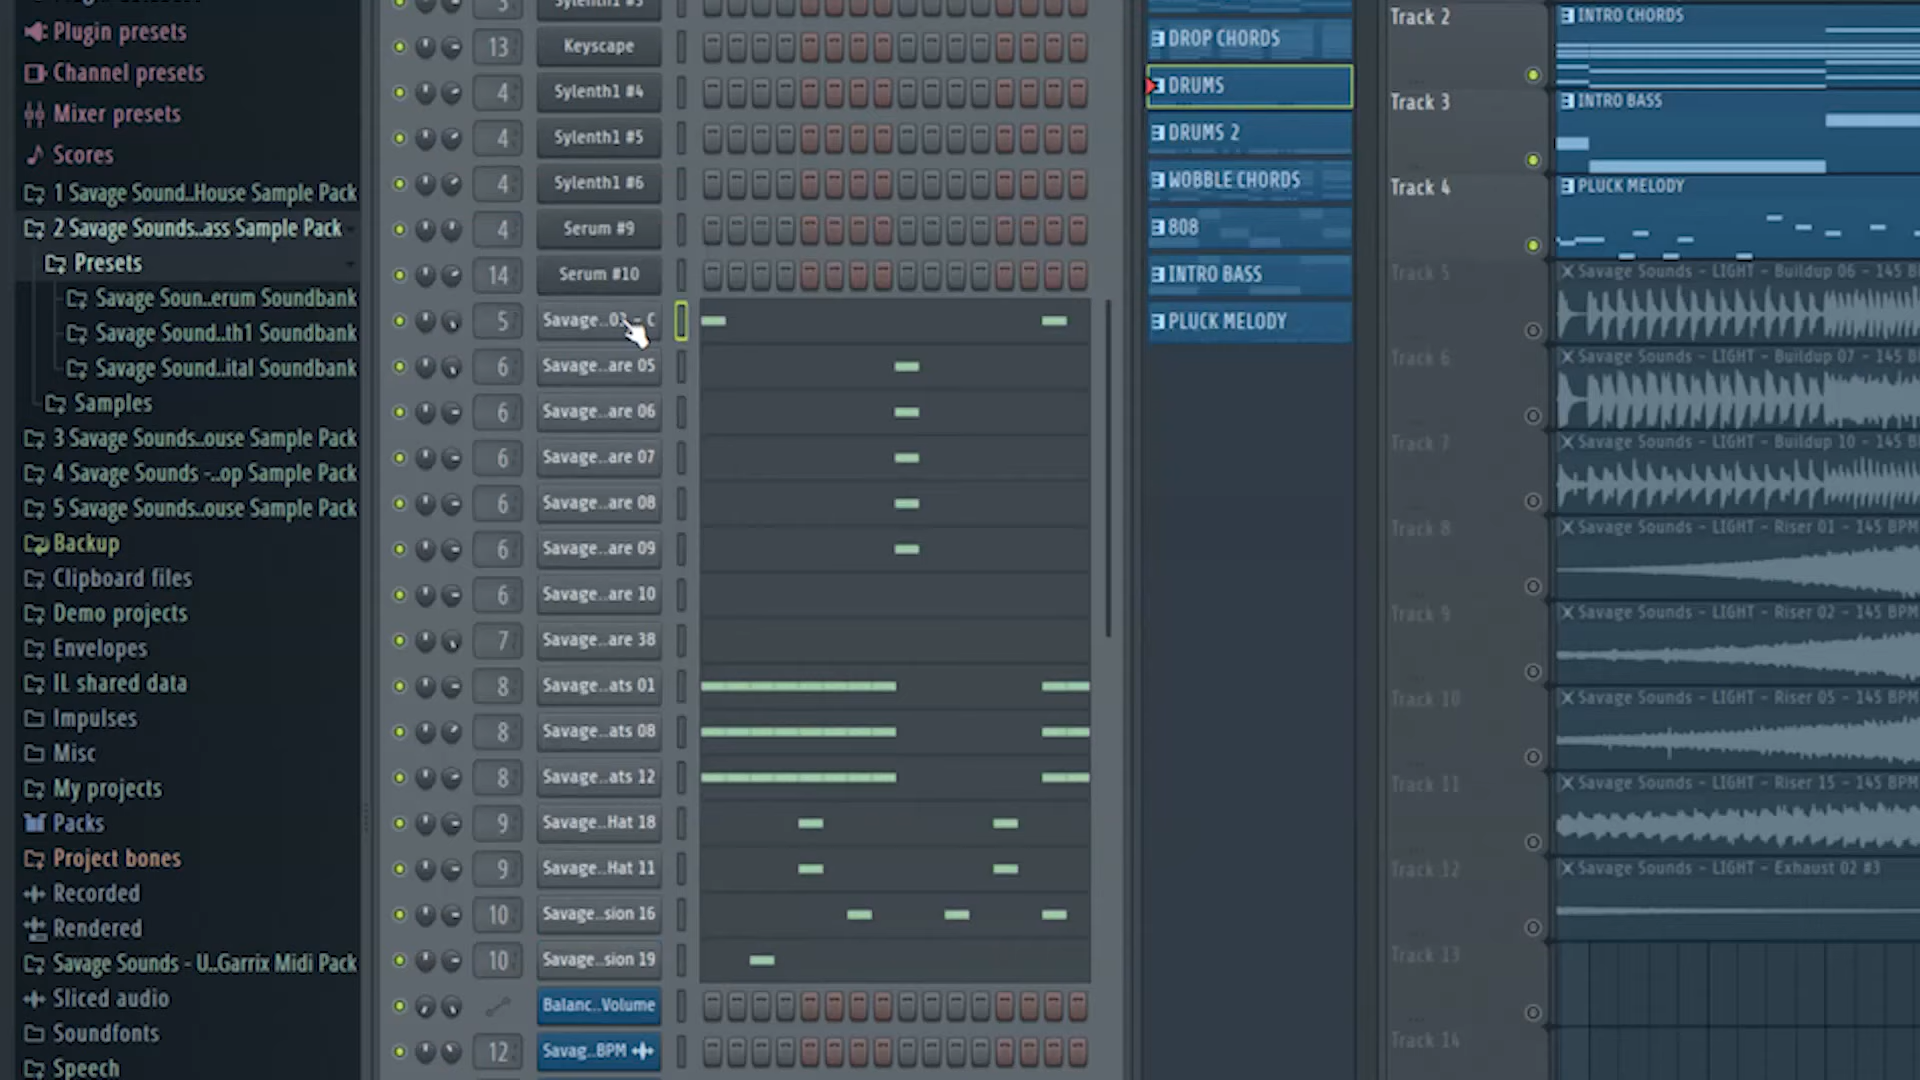 Plugin presets
Channel presets
Mixer presets
Scores
1 Savage Sound..House Sample Pack
2 Savage Sounds..ass Sample Pack
Presets
Savage Soun..erum Soundbank
Savage Sound..th1 Soundbank
Savage Sound..ital Soundbank
Samples
3 Savage Sounds..ouse Sample Pack
4 Savage Sounds -..op Sample Pack
5 Savage Sounds..ouse Sample Pack
Backup
Clipboard files
Demo projects
Envelopes
IL shared data
Impulses
Misc
My projects
Packs
Project bones
Recorded
Rendered
Savage Sounds - U..Garrix Midi Pack
Sliced audio
Soundfonts
Speech
3 Sylenth1 #3
13 Keyscape
4 Sylenth1 #4
4 Sylenth1 #5
4 Sylenth1 #6
4 Serum #9
14 Serum #10
5 Savage..03 - C
6 Savage..are 05
6 Savage..are 06
6 Savage..are 07
6 Savage..are 08
6 Savage..are 09
6 Savage..are 10
7 Savage..are 38
8 Savage..ats 01
8 Savage..ats 08
8 Savage..ats 12
9 Savage..Hat 18
9 Savage..Hat 11
10 Savage..sion 16
10 Savage..sion 19
Balanc..Volume
12 Savag..BPM
DROP CHORDS
DRUMS
DRUMS 2
WOBBLE CHORDS
808
INTRO BASS
PLUCK MELODY
Track 2
INTRO CHORDS
Track 3
INTRO BASS
Track 4
PLUCK MELODY
Track 5
Savage Sounds - LIGHT - Buildup 06 - 145 B
Track 6
Savage Sounds - LIGHT - Buildup 07 - 145 B
Track 7
Savage Sounds - LIGHT - Buildup 10 - 145 B
Track 8
Savage Sounds - LIGHT - Riser 01 - 145 BPM
Track 9
Savage Sounds - LIGHT - Riser 02 - 145 BPM
Track 10
Savage Sounds - LIGHT - Riser 05 - 145 BPM
Track 11
Savage Sounds - LIGHT - Riser 15 - 145 BPM
Track 12
Savage Sounds - LIGHT - Exhaust 02 #3
Track 13
Track 14